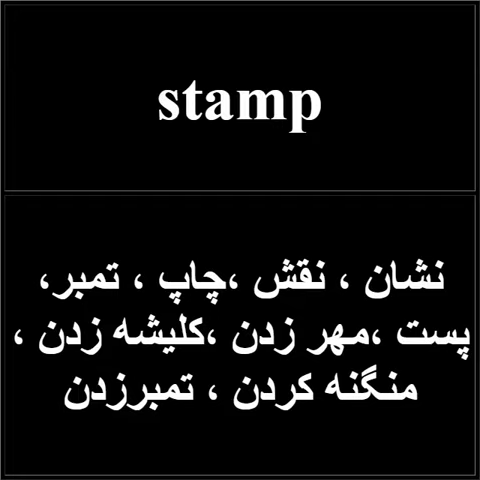 stamp
نشان ، نقش ،چاپ ، تمبر،
پست ،مهر زدن ،کلیشه زدن ،
منگنه کردن ، تمبرزدن